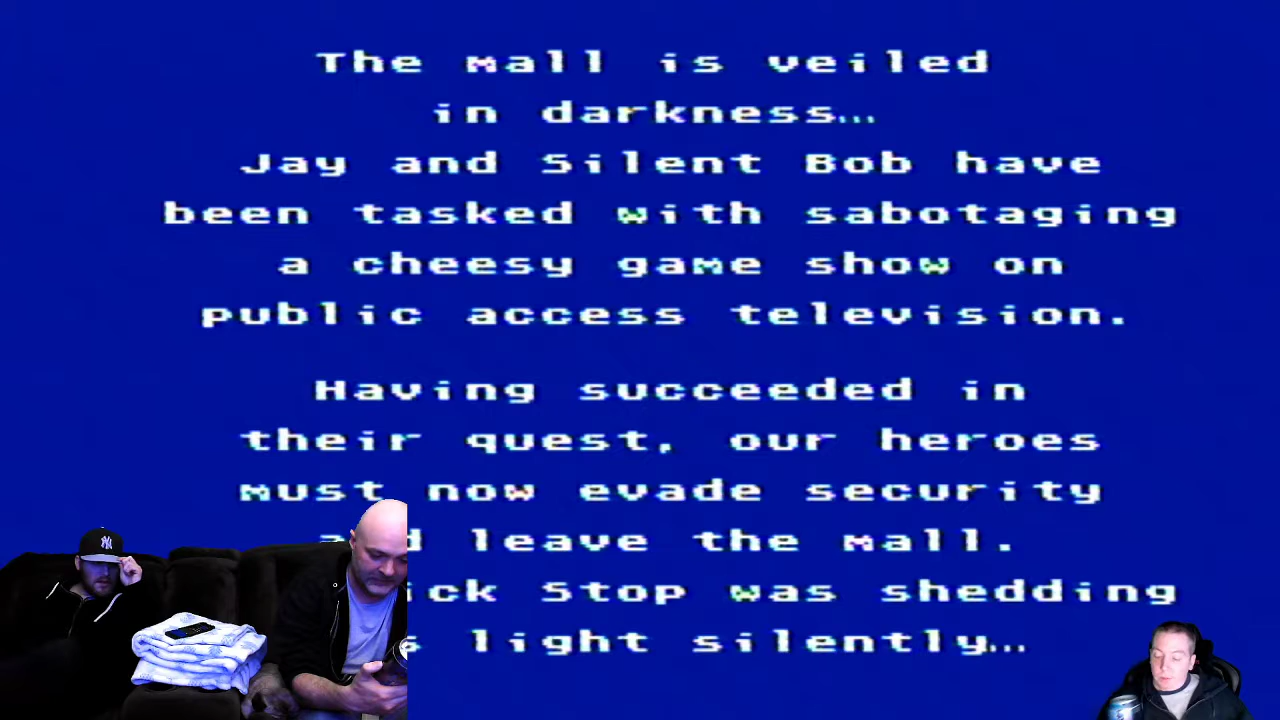 The mall is veiled
in darkness...
Jay and Silent Bob have
been tasked with sabotaging
a cheesy game show on
public access television.
Having succeeded in
their quest, our heroes
must now evade security
leave the mall.
Stop was shedding
light silently...
NY